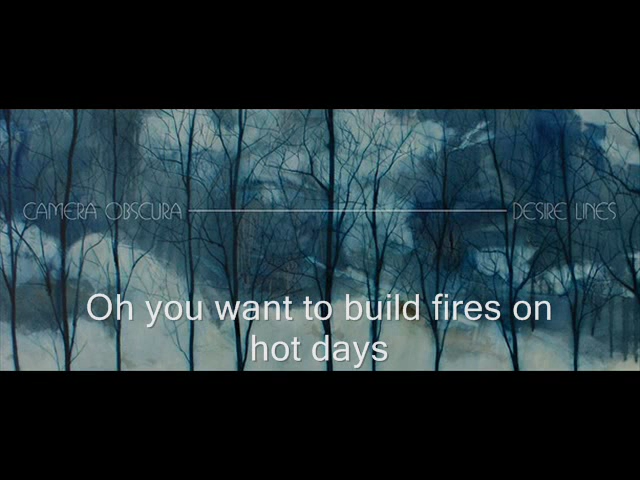 CAMERA OBSCURA DESIRE LINES
Oh you want to build fires on
hot days